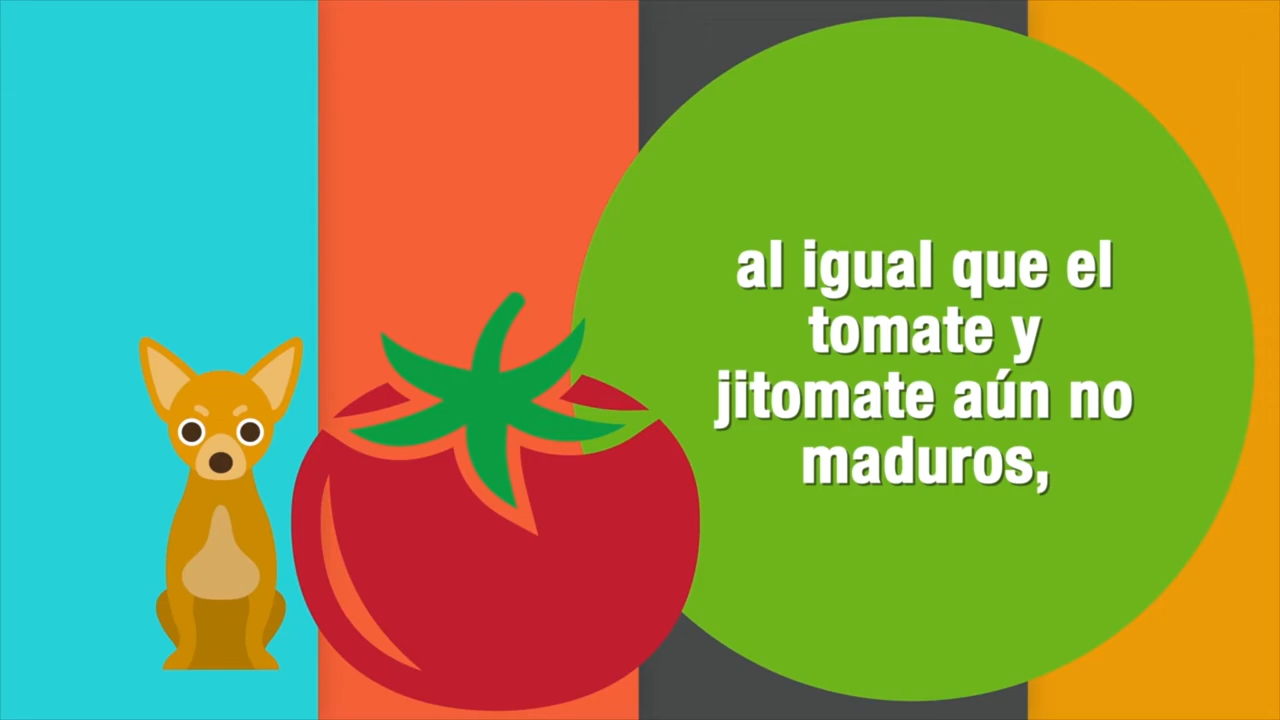 al igual que el
tomate y
jitomate aún no
maduros,